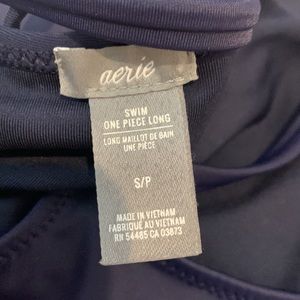 aerie
SWIM
ONE PIECE LONG
LONG MAILLOT DE BAIN
UNE PIÈCE
S/P
MADE IN VIETNAM
FABRIQUÉ AU VIETNAM
RN 54485 CA 03873